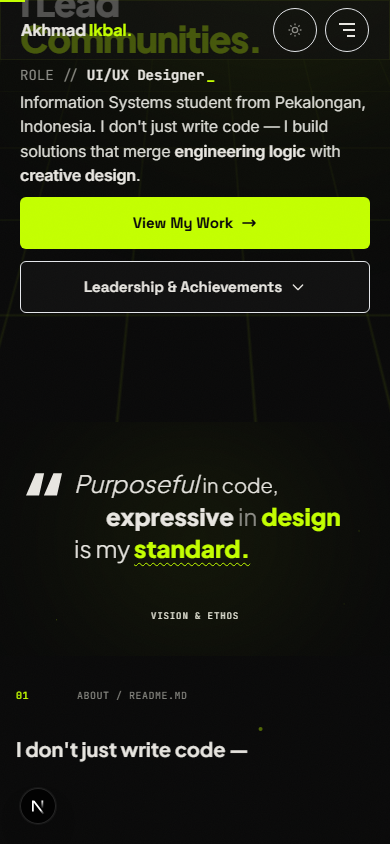 I Lead
Akhmad Ikbal.
Communities.
ROLE // UI/UX Designer_
Information Systems student from Pekalongan,
Indonesia. I don't just write code — I build
solutions that merge engineering logic with
creative design.
View My Work →
Leadership & Achievements
Purposeful in code,
expressive in design
is my standard.
VISION & ETHOS
01 ABOUT / README.MD
I don't just write code —
N